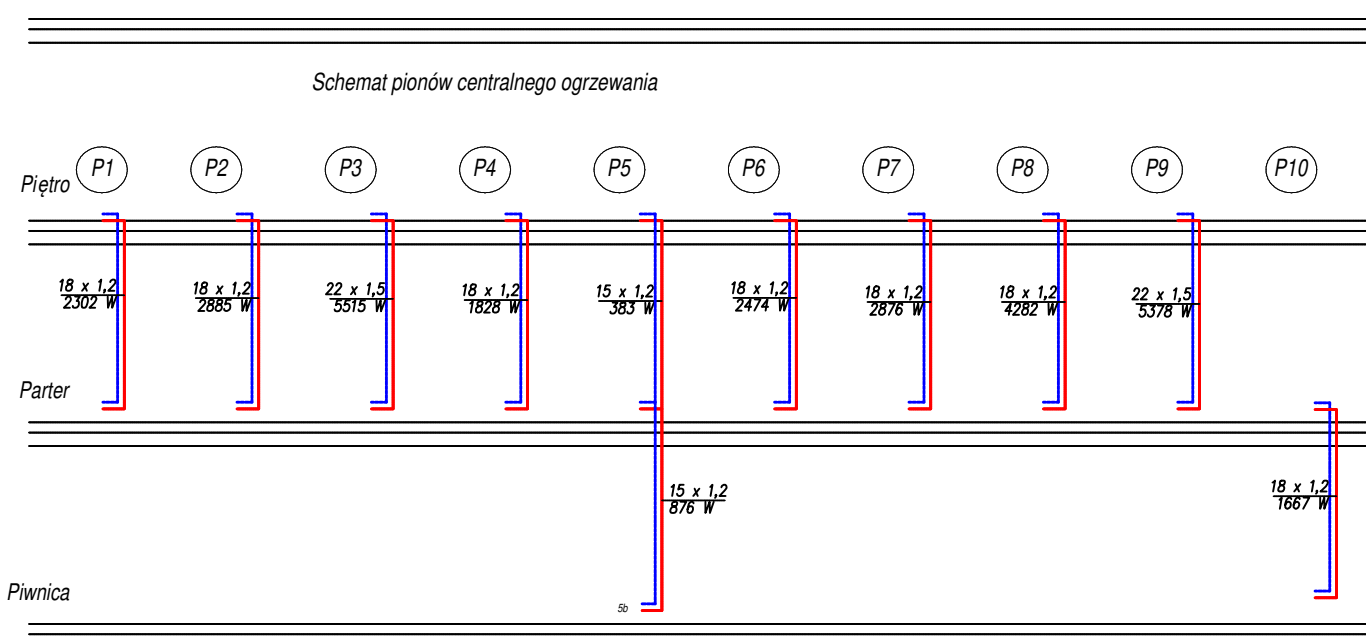 Schemat pionów centralnego ogrzewania
P1 P2 P3 P4 P5 P6 P7 P8 P9 P10
Piętro
18 x 1,2 18 x 1,2 22 x 1,5 18 x 1,2 15 x 1,2 18 x 1,2 18 x 1,2 18 x 1,2 22 x 1,5
2302 W 2885 W 5515 W 1828 W 383 W 2474 W 2876 W 4282 W 5378 W
Parter
15 x 1,2 18 x 1,2
876 W 1667 W
Piwnica
5b